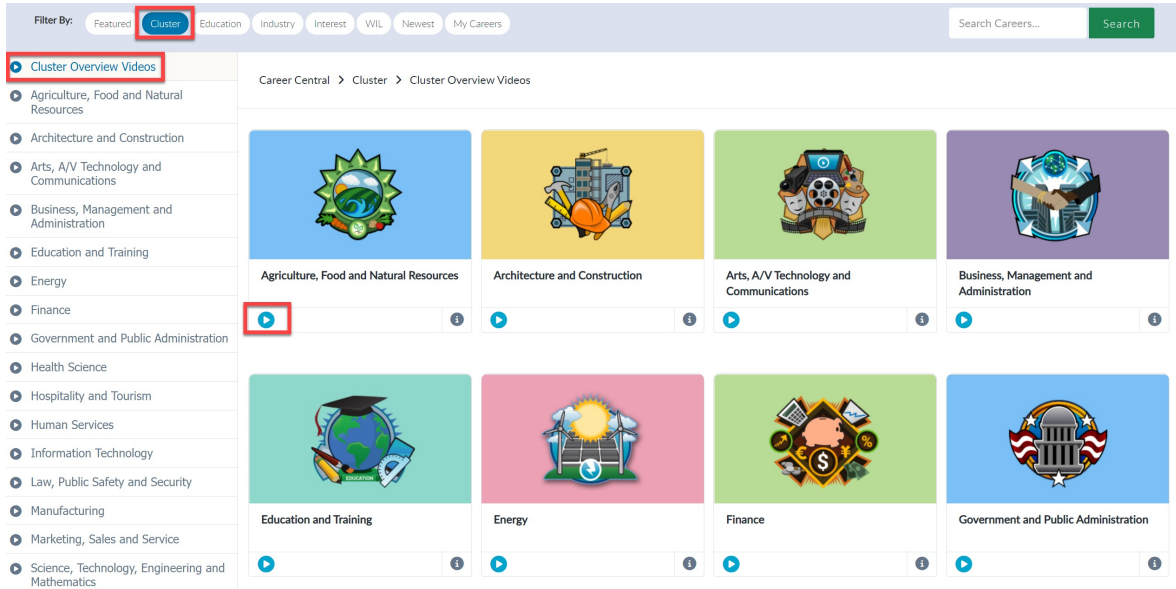 Filter By: Featured Cluster Education Industry Interest WIL Newest My Careers Search Careers... Search
Cluster Overview Videos
Agriculture, Food and Natural
Resources
Architecture and Construction
Arts, A/V Technology and
Communications
Business, Management and
Administration
Education and Training
Energy
Finance
Government and Public Administration
Health Science
Hospitality and Tourism
Human Services
Information Technology
Law, Public Safety and Security
Manufacturing
Marketing, Sales and Service
Science, Technology, Engineering and
Mathematics
Career Central > Cluster > Cluster Overview Videos
Agriculture, Food and Natural Resources
Architecture and Construction
Arts, A/V Technology and
Communications
Business, Management and
Administration
EDUCATION
Education and Training
Energy
$
€
¥
%
Finance
Government and Public Administration